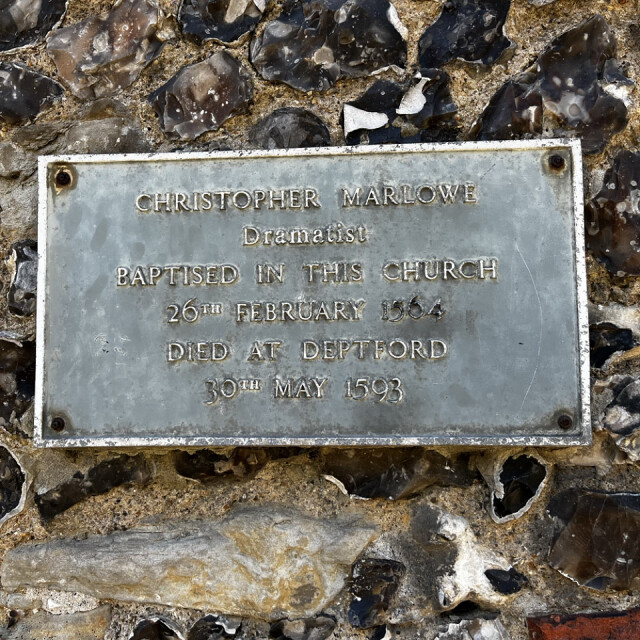 CHRISTOPHER MARLOWE
Dramatist
BAPTISED IN THIS CHURCH
26TH FEBRUARY 1564
DIED AT DEPTFORD
30TH MAY 1593